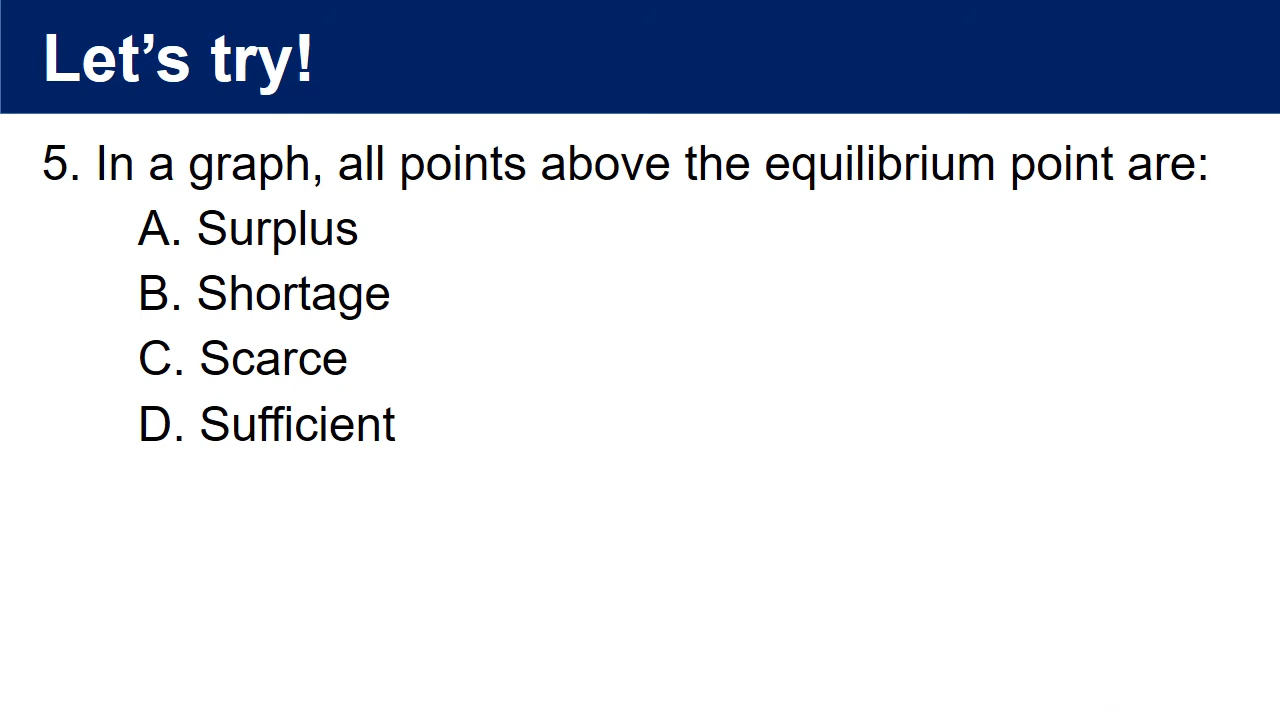 Let’s try!
5. In a graph, all points above the equilibrium point are:
A. Surplus
B. Shortage
C. Scarce
D. Sufficient